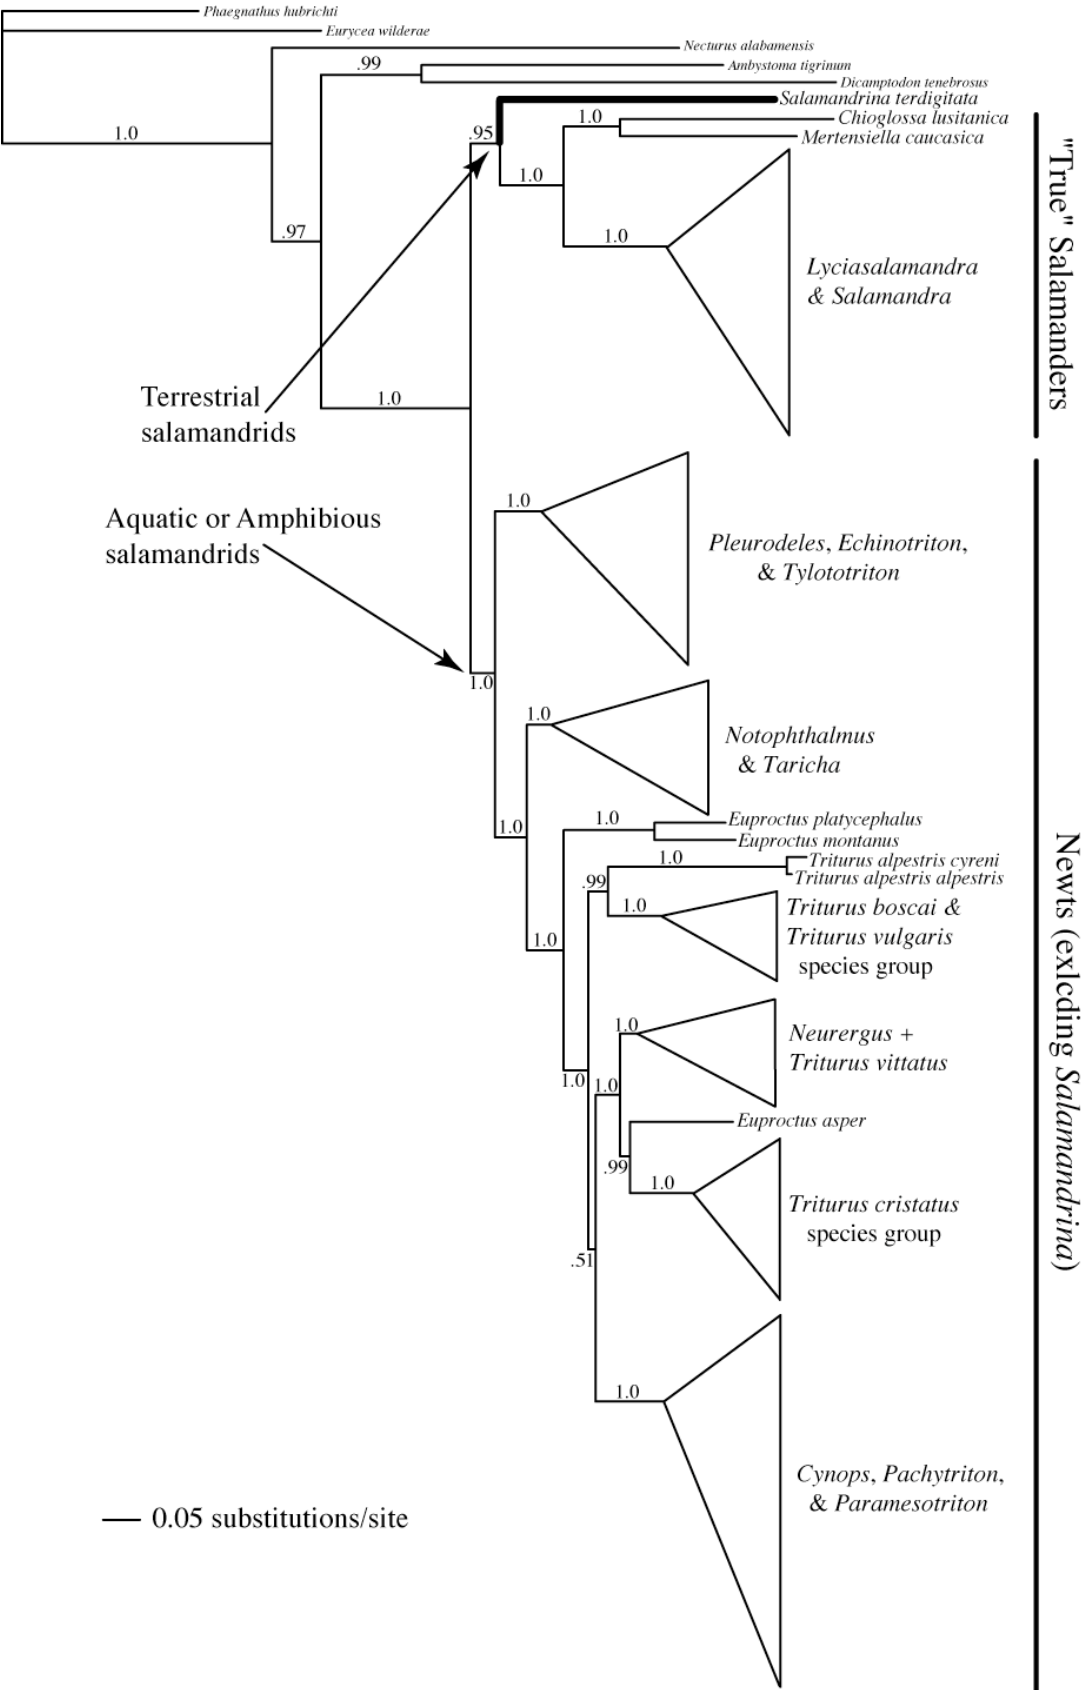 Phaegnathus hubrichti
Eurycea wilderae
Necturus alabamensis
.99
Ambystoma tigrinum
Dicamptodon tenebrosus
Salamandrina terdigitata
1.0
Chioglossa lusitanica
1.0
.95
Mertensiella caucasica
1.0
.97
1.0
Lyciasalamandra
& Salamandra
"True" Salamanders
Terrestrial
salamandrids
1.0
1.0
Aquatic or Amphibious
salamandrids
Pleurodeles, Echinotriton,
& Tylototriton
1.0
1.0
Notophthalmus
& Taricha
1.0
1.0
Euproctus platycephalus
Euproctus montanus
1.0
Triturus alpestris cyreni
Triturus alpestris alpestris
.99
1.0
Triturus boscai &
Triturus vulgaris
species group
1.0
Newts (exlcding Salamandrina)
1.0
Neurergus +
Triturus vittatus
1.0
1.0
Euproctus asper
.99
1.0
Triturus cristatus
species group
.51
1.0
Cynops, Pachytriton,
& Paramesotriton
0.05 substitutions/site